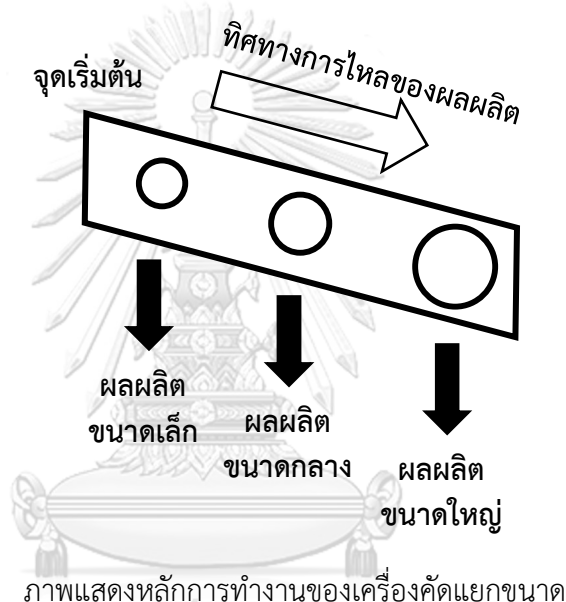 ทิศทางการไหลของผลผลิต
จุดเริ่มต้น
ผลผลิต
ขนาดเล็ก
ผลผลิต
ขนาดกลาง
ผลผลิต
ขนาดใหญ่
ภาพแสดงหลักการทำงานของเครื่องคัดแยกขนาด